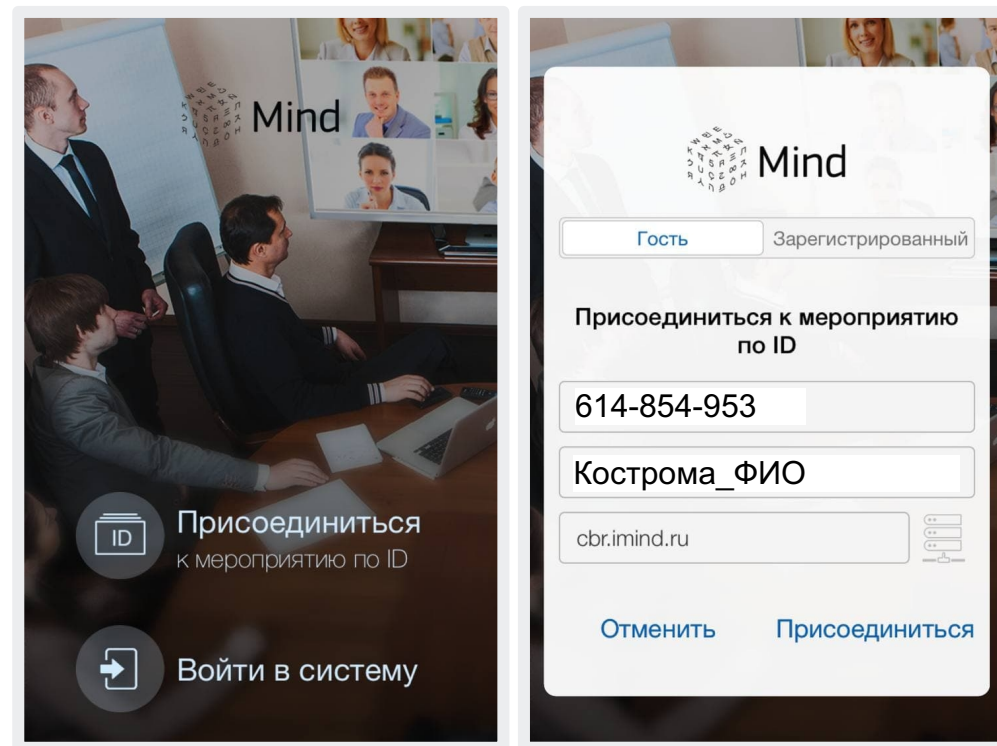 Mind
ID
Присоединиться
к мероприятию по ID
Войти в систему
Mind
Гость
Зарегистрированный
Присоединиться к мероприятию
по ID
614-854-953
Кострома_ФИО
cbr.imind.ru
Отменить
Присоединиться